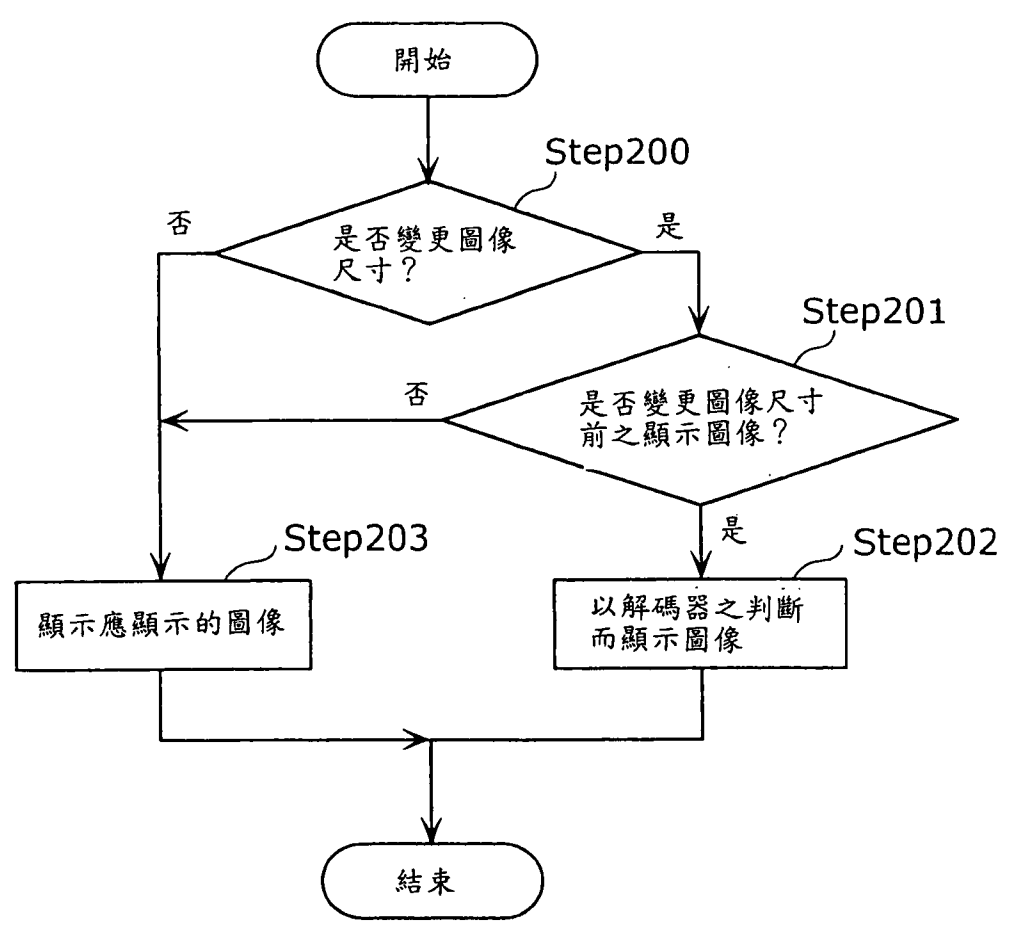 開始
Step200
否
是
是否變更圖像
尺寸？
Step201
否
是否變更圖像尺寸
前之顯示圖像？
是
Step203
Step202
顯示應顯示的圖像
以解碼器之判斷
而顯示圖像
結束